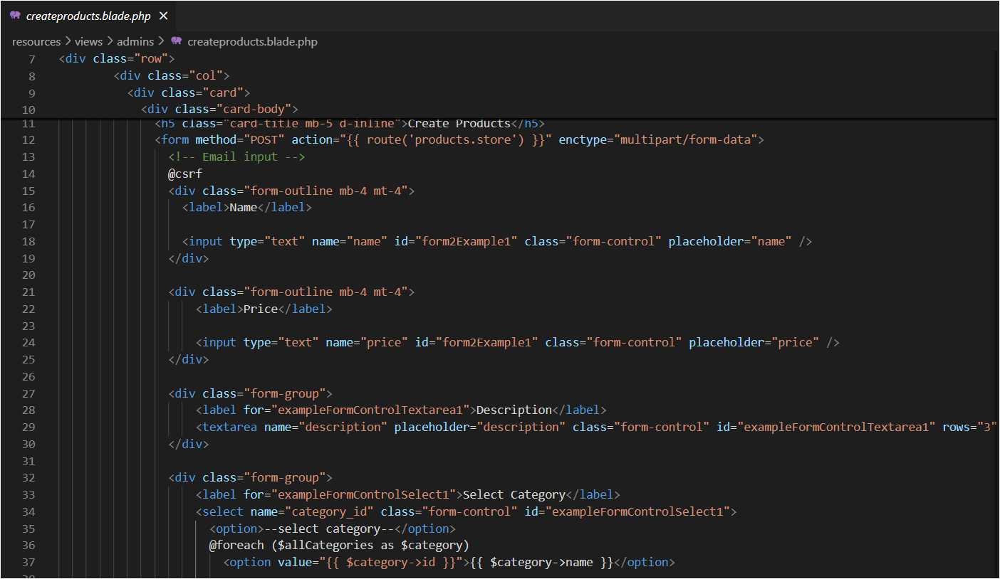 createproducts.blade.php
resources > views > admins > createproducts.blade.php
7 <div class="row">
8 <div class="col">
9 <div class="card">
10 <div class="card-body">
11 <h5 class="card-title mb-5 d-inline">Create Products</h5>
12 <form method="POST" action="{{ route('products.store') }}" enctype="multipart/form-data">
13 <!-- Email input -->
14 @csrf
15 <div class="form-outline mb-4 mt-4">
16 <label>Name</label>
17
18 <input type="text" name="name" id="form2Example1" class="form-control" placeholder="name" />
19 </div>
20
21 <div class="form-outline mb-4 mt-4">
22 <label>Price</label>
23
24 <input type="text" name="price" id="form2Example1" class="form-control" placeholder="price" />
25 </div>
26
27 <div class="form-group">
28 <label for="exampleFormControlTextarea1">Description</label>
29 <textarea name="description" placeholder="description" class="form-control" id="exampleFormControlTextarea1" rows="3"
30 </div>
31
32 <div class="form-group">
33 <label for="exampleFormControlSelect1">Select Category</label>
34 <select name="category_id" class="form-control" id="exampleFormControlSelect1">
35 <option>--select category--</option>
36 @foreach ($allCategories as $category)
37 <option value="{{ $category->id }}">{{ $category->name }}</option>
38